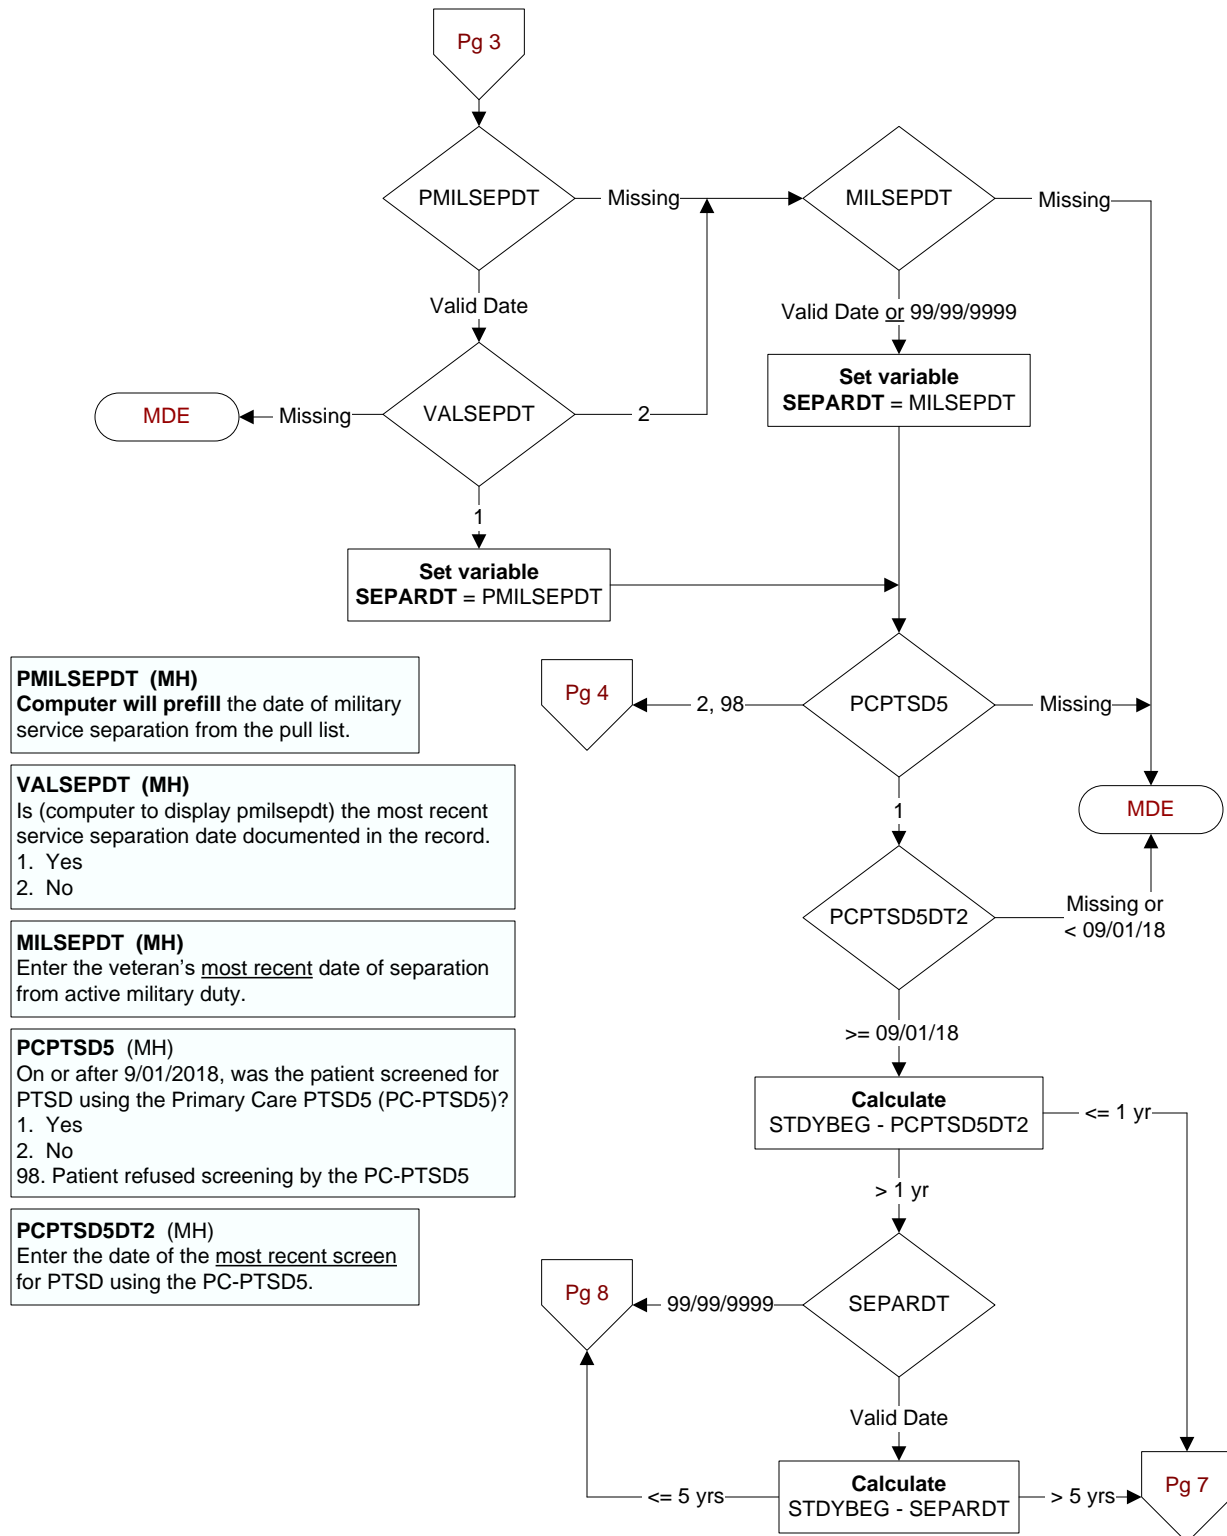 Pg 3
PMILSEPDT
Missing
MILSEPDT
Missing
Valid Date
Valid Date or 99/99/9999
MDE
Missing
VALSEPDT
2
Set variable
SEPARDT = MILSEPDT
1
Set variable
SEPARDT = PMILSEPDT
Pg 4
2, 98
PCPTSD5
Missing
1
MDE
PCPTSD5DT2
Missing or
< 09/01/18
>= 09/01/18
Calculate
STDYBEG - PCPTSD5DT2
<= 1 yr
> 1 yr
Pg 8
99/99/9999
SEPARDT
Valid Date
<= 5 yrs
Calculate
STDYBEG - SEPARDT
> 5 yrs
Pg 7
PMILSEPDT (MH)
Computer will prefill the date of military
service separation from the pull list.
VALSEPDT (MH)
Is (computer to display pmilsepdt) the most recent
service separation date documented in the record.
1. Yes
2. No
MILSEPDT (MH)
Enter the veteran's most recent date of separation
from active military duty.
PCPTSD5 (MH)
On or after 9/01/2018, was the patient screened for
PTSD using the Primary Care PTSD5 (PC-PTSD5)?
1. Yes
2. No
98. Patient refused screening by the PC-PTSD5
PCPTSD5DT2 (MH)
Enter the date of the most recent screen
for PTSD using the PC-PTSD5.